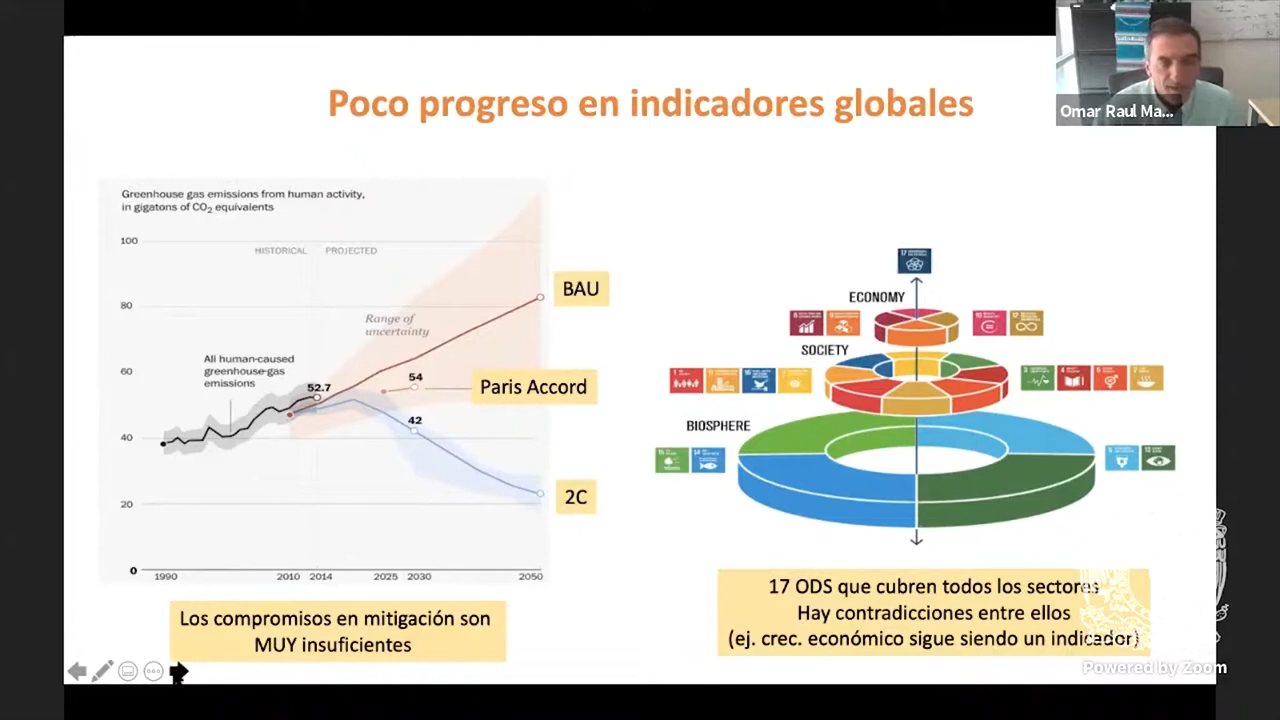 Poco progreso en indicadores globales
Omar Raul Ma...
Greenhouse gas emissions from human activity,
in gigatons of CO2 equivalents
100
HISTORICAL
PROJECTED
80
Range of
uncertainty
All human-caused
greenhouse-gas
emissions
60
52.7
54
42
40
20
0
1990
2010
2014
2025
2030
2050
BAU
Paris Accord
2C
Los compromisos en mitigación son
MUY insuficientes
17
ECONOMY
SOCIETY
BIOSPHERE
17 ODS que cubren todos los sectores
Hay contradicciones entre ellos
(ej. crec. económico sigue siendo un indicador)
Powered by Zoom